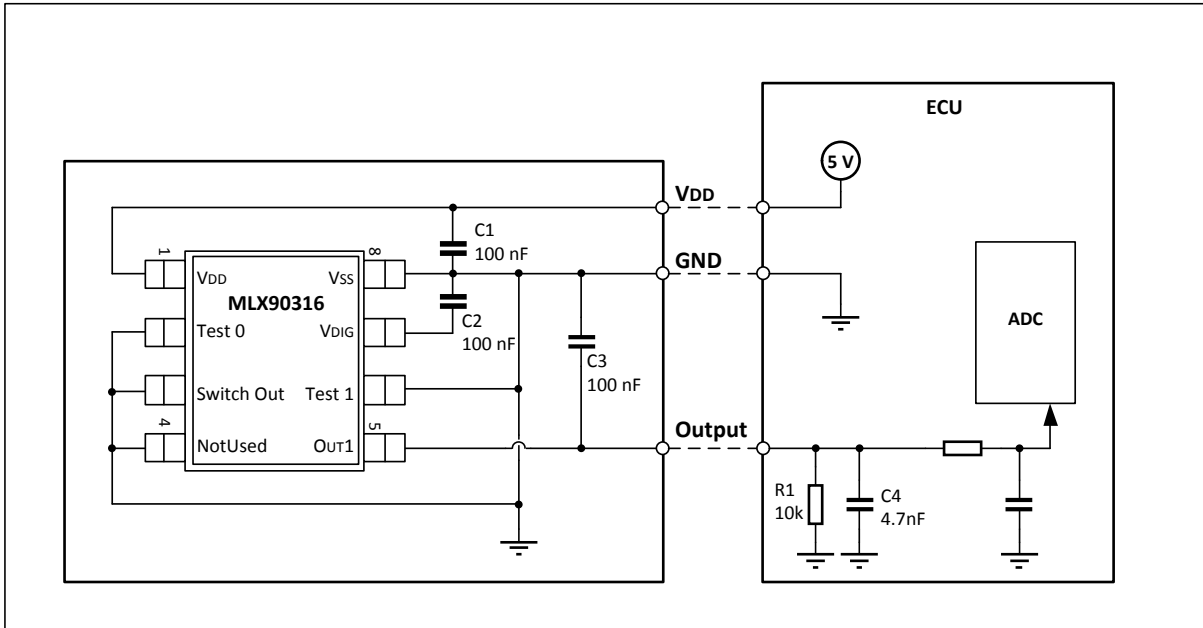 ECU
5 V
VDD
C1
100 nF
GND
1
8
VDD
VSS
MLX90316
C2
100 nF
Test 0
VDIG
ADC
C3
100 nF
Switch Out
Test 1
4
5
NotUsed
OUT1
Output
R1
10k
C4
4.7nF